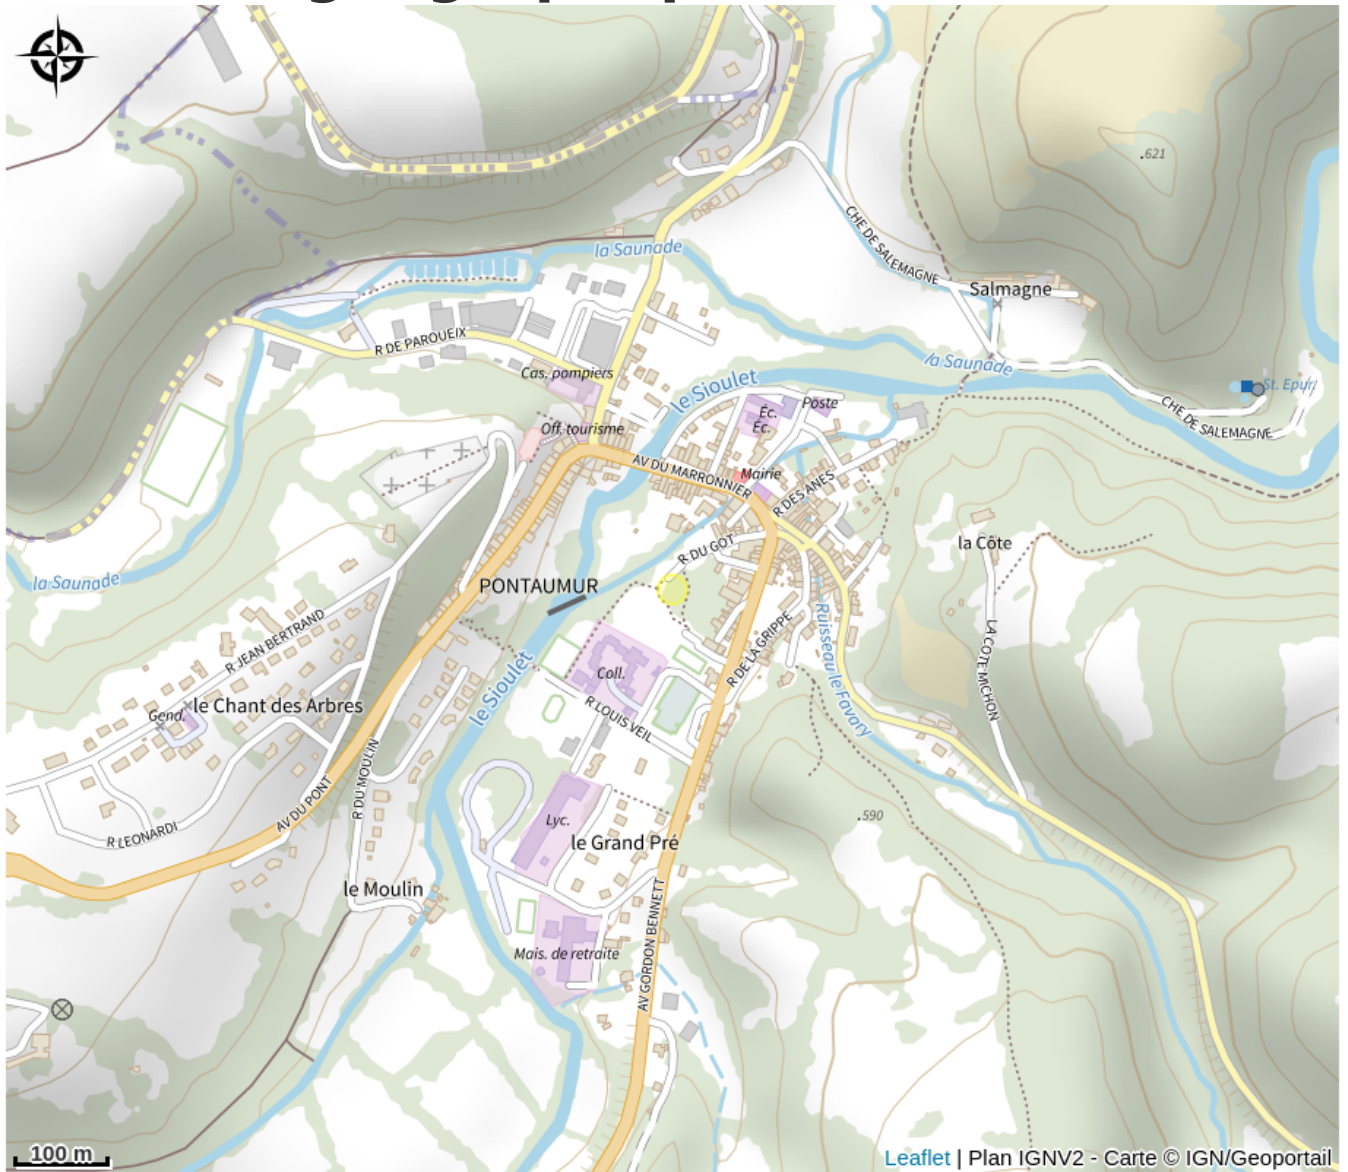 .621
la Saunade
CHE DE SALEMAGNE
Salmagne
R DE PAROUEIX
la Saunade
Cas. pompiers
le Sioulet
St. Epur.
Éc.
Poste
Éc.
CHE DE SALEMAGNE
Off. tourisme
AV DU MARRONNIER
Mairie
R DES ANES
la Côte
R DU GOT
la Saunade
PONTAUMUR
R JEAN BERTRAND
R DE LA GRIPPE
Ruisseau le Favary
LA COTE MICHON
Coll.
le Sioulet
le Chant des Arbres
Gend.
R LOUIS VEIL
R DU MOULIN
AV DU PONT
R LEONARDI
Lyc.
.590
le Grand Pré
le Moulin
AV GORDON BENNETT
Mais. de retraite
100 m
Leaflet | Plan IGNV2 - Carte © IGN/Geoportail